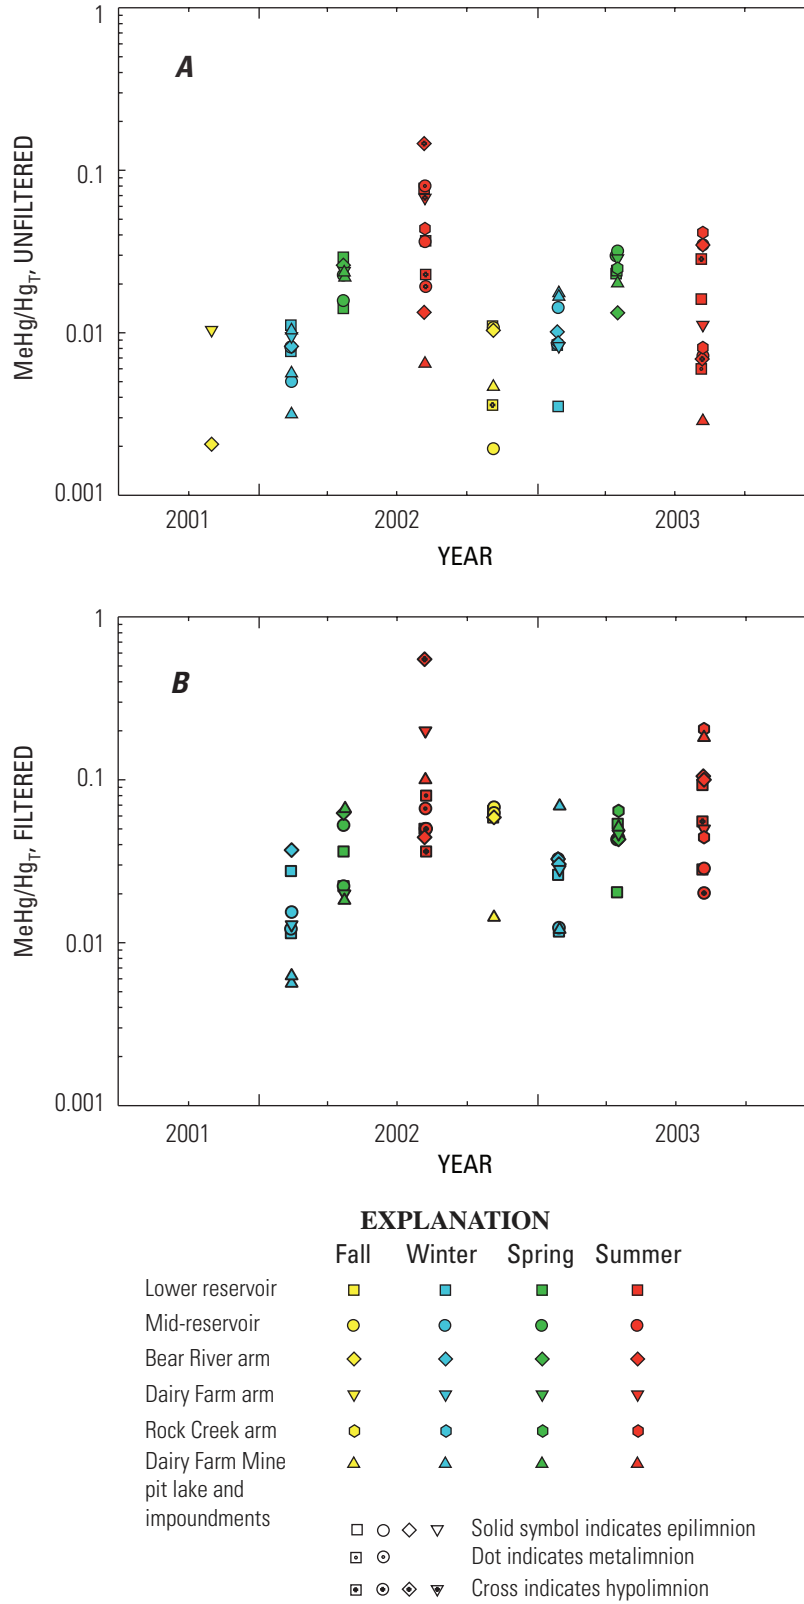 1
A
0.1
MeHg/HgT, UNFILTERED
0.01
0.001
2001 2002 2003
YEAR
1
B
0.1
MeHg/HgT, FILTERED
0.01
0.001
2001 2002 2003
YEAR
EXPLANATION
Fall Winter Spring Summer
Lower reservoir
Mid-reservoir
Bear River arm
Dairy Farm arm
Rock Creek arm
Dairy Farm Mine
pit lake and
impoundments
Solid symbol indicates epilimnion
Dot indicates metalimnion
Cross indicates hypolimnion